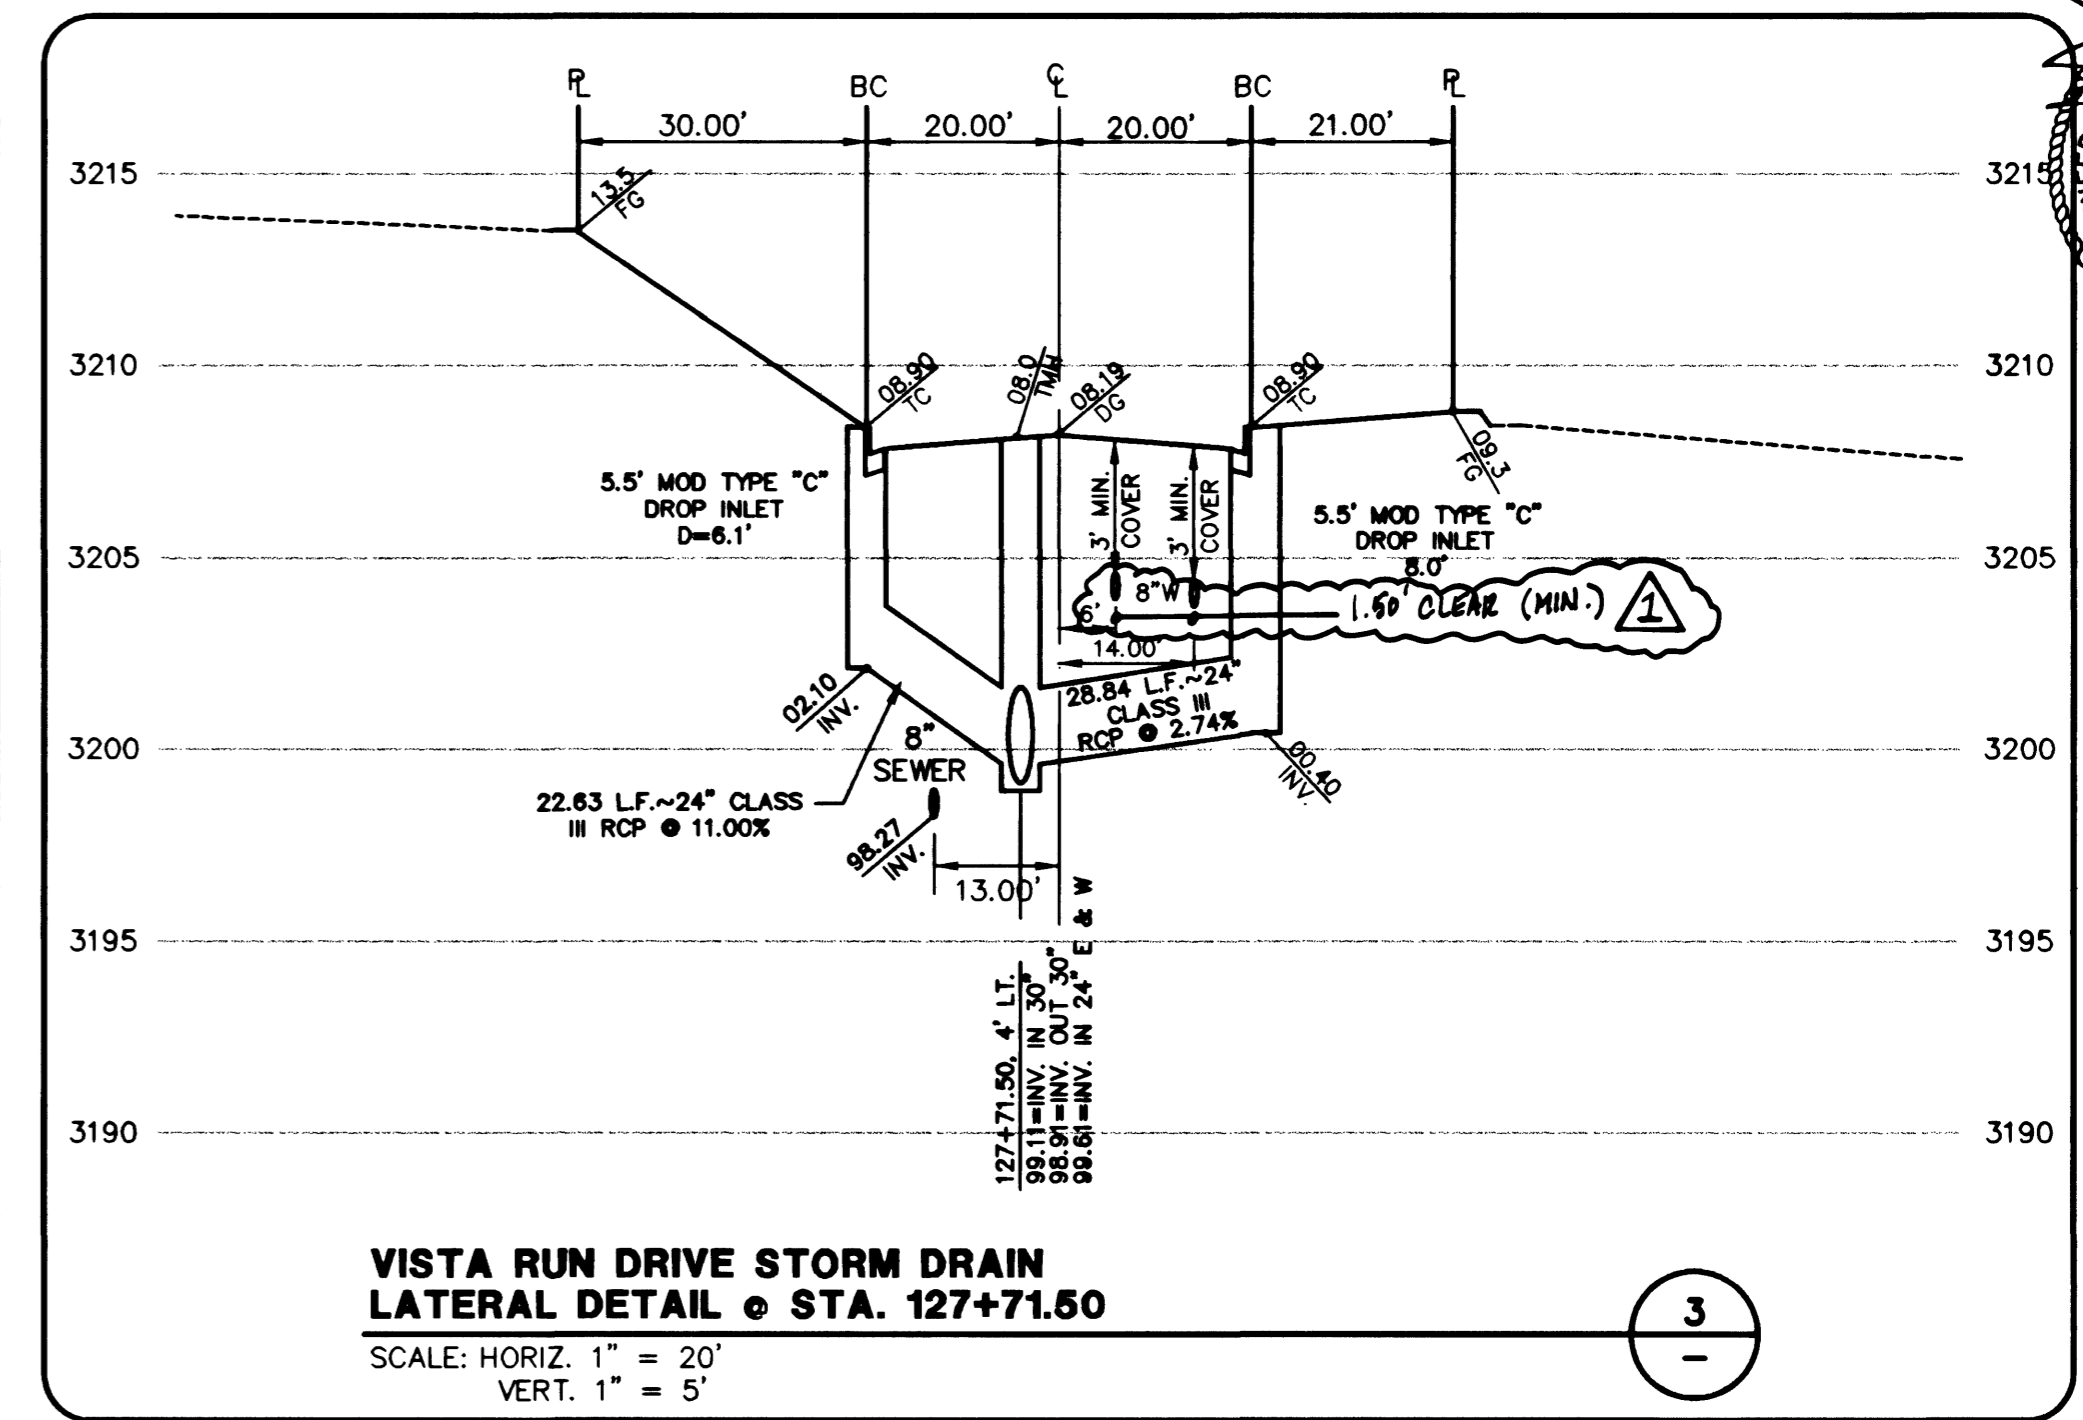 PL BC CL BC PL
30.00' 20.00' 20.00' 21.00'
3215 3215
13.5
FG
3210 3210
08.90
TC
08.0
TMH
08.19
DG
08.90
TC
09.3
FG
5.5' MOD TYPE "C"
DROP INLET
D=6.1'
3' MIN.
COVER
3' MIN.
COVER
5.5' MOD TYPE "C"
DROP INLET
8.0'
3205 3205
8"W
6'
1.50' CLEAR (MIN.) 1
14.00'
28.84 L.F.~24"
CLASS III
RCP @ 2.74%
02.10
INV.
00.40
INV.
3200 3200
8"
SEWER
22.63 L.F.~24" CLASS
III RCP @ 11.00%
98.27
INV.
13.00'
3195 3195
127+71.50, 4' LT.
99.11=INV. IN 30"
98.91=INV. OUT 30"
99.61=INV. IN 24" E & W
3190 3190
VISTA RUN DRIVE STORM DRAIN
LATERAL DETAIL @ STA. 127+71.50
3
–
SCALE: HORIZ. 1" = 20'
VERT. 1" = 5'